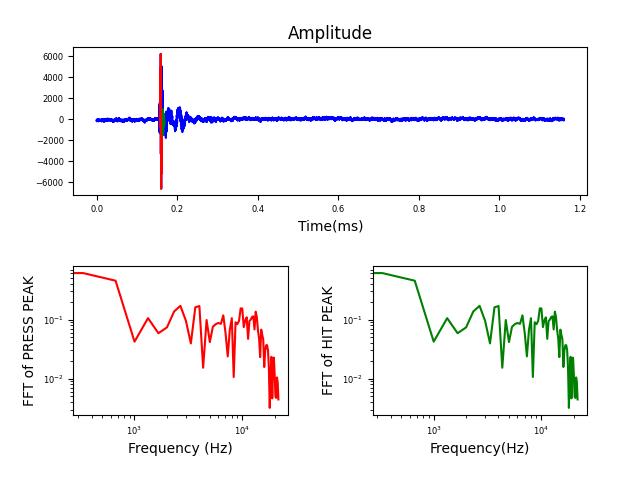 Amplitude
6000
4000
2000
0
−2000
−4000
−6000
0.0 0.2 0.4 0.6 0.8 1.0 1.2
Time(ms)
FFT of PRESS PEAK
10⁻¹
10⁻²
10³ 10⁴
Frequency (Hz)
FFT of HIT PEAK
10⁻¹
10⁻²
10³ 10⁴
Frequency(Hz)